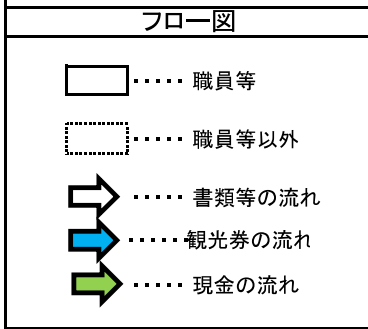 フロー図
・・・・・ 職員等
・・・・・ 職員等以外
・・・・・ 書類等の流れ
・・・・・・観光券の流れ
・・・・・ 現金の流れ